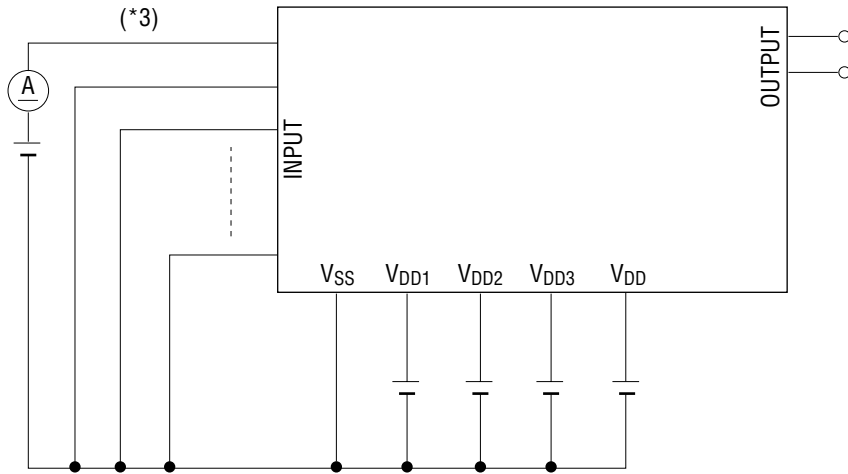 (*3)
A
INPUT
OUTPUT
VSS VDD1 VDD2 VDD3 VDD